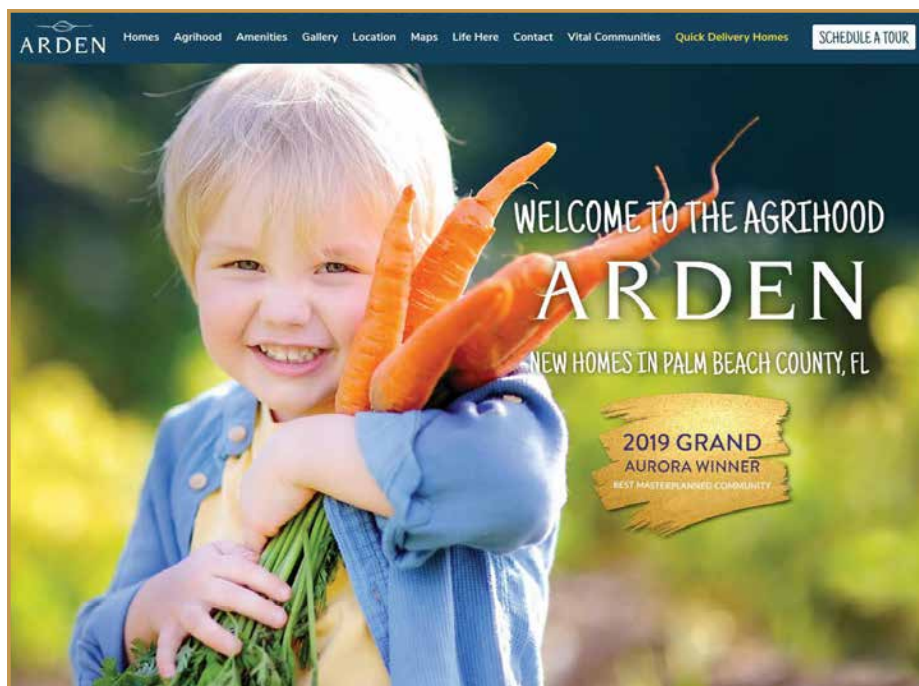 ARDEN
Homes Agrihood Amenities Gallery Location Maps Life Here Contact Vital Communities Quick Delivery Homes SCHEDULE A TOUR
WELCOME TO THE AGRIHOOD
ARDEN
NEW HOMES IN PALM BEACH COUNTY, FL
2019 GRAND
AURORA WINNER
BEST MASTERPLANNED COMMUNITY